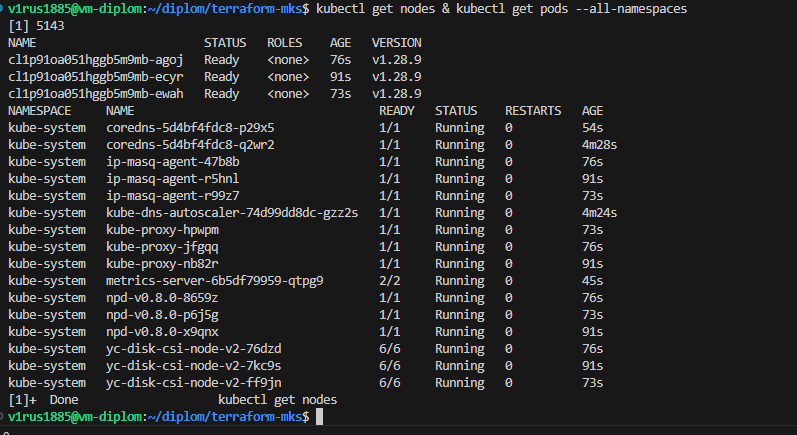 v1rus1885@vm-diplom:~/diplom/terraform-mks$ kubectl get nodes & kubectl get pods --all-namespaces
[1] 5143
NAME                        STATUS   ROLES    AGE   VERSION
cl1p91oa051hggb5m9mb-agoj   Ready    <none>   76s   v1.28.9
cl1p91oa051hggb5m9mb-ecyr   Ready    <none>   91s   v1.28.9
cl1p91oa051hggb5m9mb-ewah   Ready    <none>   73s   v1.28.9
NAMESPACE     NAME                                   READY   STATUS    RESTARTS   AGE
kube-system   coredns-5d4bf4fdc8-p29x5               1/1     Running   0          54s
kube-system   coredns-5d4bf4fdc8-q2wr2               1/1     Running   0          4m28s
kube-system   ip-masq-agent-47b8b                    1/1     Running   0          76s
kube-system   ip-masq-agent-r5hnl                    1/1     Running   0          91s
kube-system   ip-masq-agent-r99z7                    1/1     Running   0          73s
kube-system   kube-dns-autoscaler-74d99dd8dc-gzz2s   1/1     Running   0          4m24s
kube-system   kube-proxy-hpwpm                       1/1     Running   0          73s
kube-system   kube-proxy-jfgqq                       1/1     Running   0          76s
kube-system   kube-proxy-nb82r                       1/1     Running   0          91s
kube-system   metrics-server-6b5df79959-qtpg9        2/2     Running   0          45s
kube-system   npd-v0.8.0-8659z                       1/1     Running   0          76s
kube-system   npd-v0.8.0-p6j5g                       1/1     Running   0          73s
kube-system   npd-v0.8.0-x9qnx                       1/1     Running   0          91s
kube-system   yc-disk-csi-node-v2-76dzd              6/6     Running   0          76s
kube-system   yc-disk-csi-node-v2-7kc9s              6/6     Running   0          91s
kube-system   yc-disk-csi-node-v2-ff9jn              6/6     Running   0          73s
[1]+  Done                    kubectl get nodes
v1rus1885@vm-diplom:~/diplom/terraform-mks$